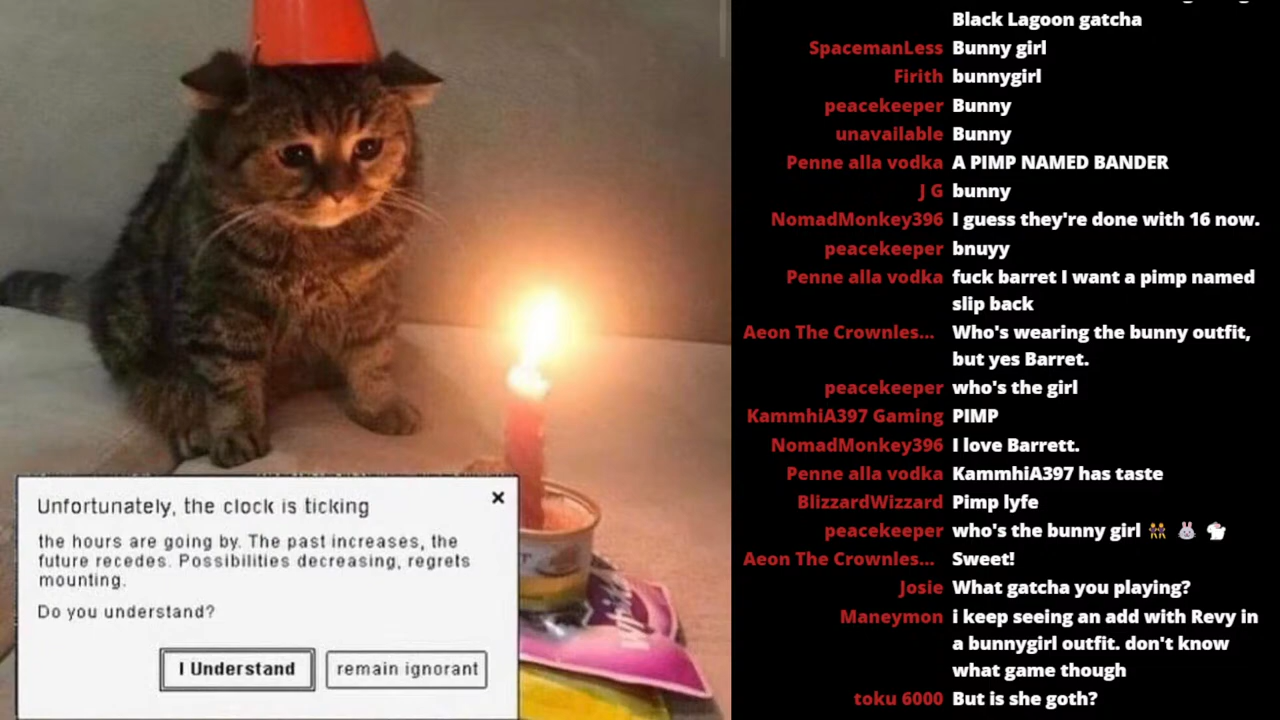 Unfortunately, the clock is ticking
the hours are going by. The past increases, the
future recedes. Possibilities decreasing, regrets
mounting.
Do you understand?
I Understand
remain ignorant
Black Lagoon gatcha
SpacemanLess Bunny girl
Firith bunnygirl
peacekeeper Bunny
unavailable Bunny
Penne alla vodka A PIMP NAMED BANDER
J G bunny
NomadMonkey396 I guess they're done with 16 now.
peacekeeper bnuyy
Penne alla vodka fuck barret I want a pimp named
slip back
Aeon The Crownles... Who's wearing the bunny outfit,
but yes Barret.
peacekeeper who's the girl
KammhiA397 Gaming PIMP
NomadMonkey396 I love Barrett.
Penne alla vodka KammhiA397 has taste
BlizzardWizzard Pimp lyfe
peacekeeper who's the bunny girl 👯 🐰 🐇
Aeon The Crownles... Sweet!
Josie What gatcha you playing?
Maneymon i keep seeing an add with Revy in
a bunnygirl outfit. don't know
what game though
toku 6000 But is she goth?